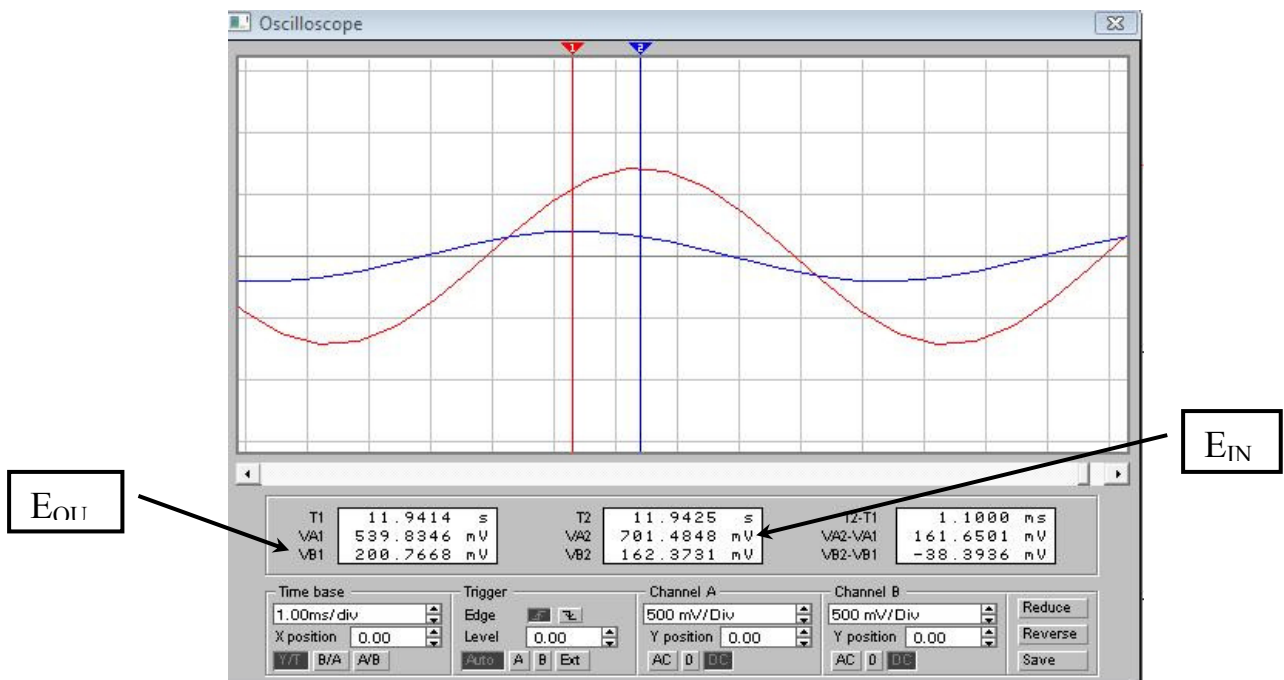 Oscilloscope
1 2
E_IN
E_OU
T1 11.9414 s T2 11.9425 s T2-T1 1.1000 ms
VA1 539.8346 mV VA2 701.4848 mV VA2-VA1 161.6501 mV
VB1 200.7668 mV VB2 162.3731 mV VB2-VB1 -38.3936 mV
Time base Trigger Channel A Channel B
1.00ms/div Edge 500 mV/Div 500 mV/Div Reduce
X position 0.00 Level 0.00 Y position 0.00 Y position 0.00 Reverse
Y/T B/A A/B Auto A B Ext AC 0 DC AC 0 DC Save